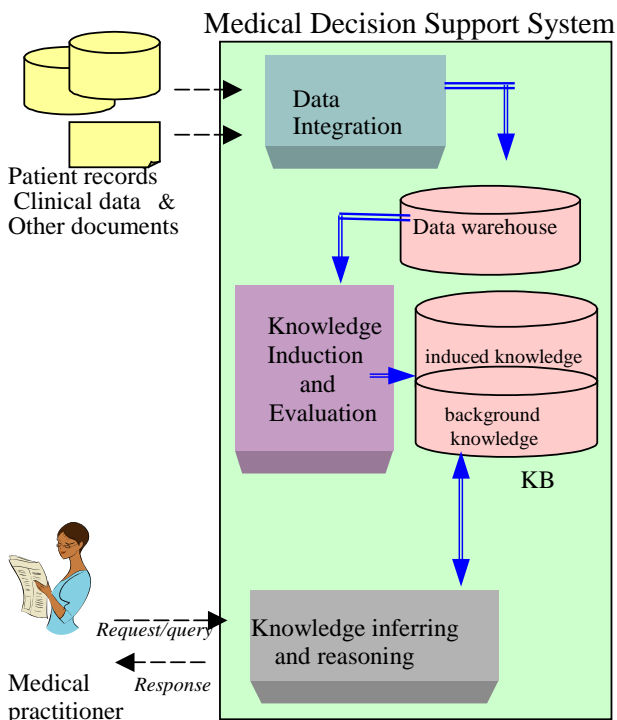 Medical Decision Support System
Data
Integration
Patient records
Clinical data &
Other documents
Data warehouse
Knowledge
Induction
and
Evaluation
induced knowledge
background
knowledge
KB
Request/query
Response
Medical
practitioner
Knowledge inferring
and reasoning